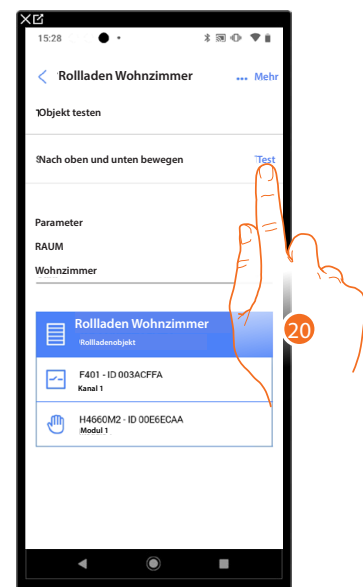 15:28
Rollladen Wohnzimmer
... Mehr
Objekt testen
Nach oben und unten bewegen
Test
Parameter
RAUM
Wohnzimmer
Rollladen Wohnzimmer
Rollladenobjekt
F401 - ID 003ACFFA
Kanal 1
H4660M2 - ID 00E6ECAA
Modul 1
20